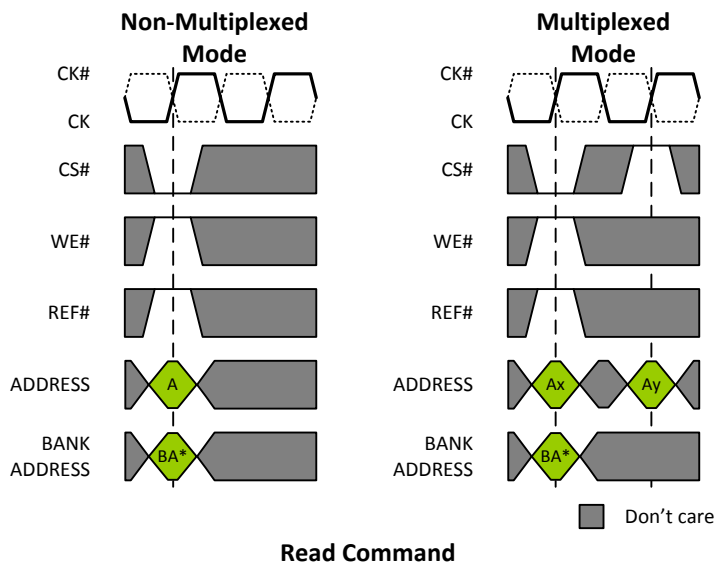 Non-Multiplexed
Mode
CK#
CK
CS#
WE#
REF#
ADDRESS
A
BANK
ADDRESS
BA*
Multiplexed
Mode
CK#
CK
CS#
WE#
REF#
ADDRESS
Ax
Ay
BANK
ADDRESS
BA*
Don't care
Read Command